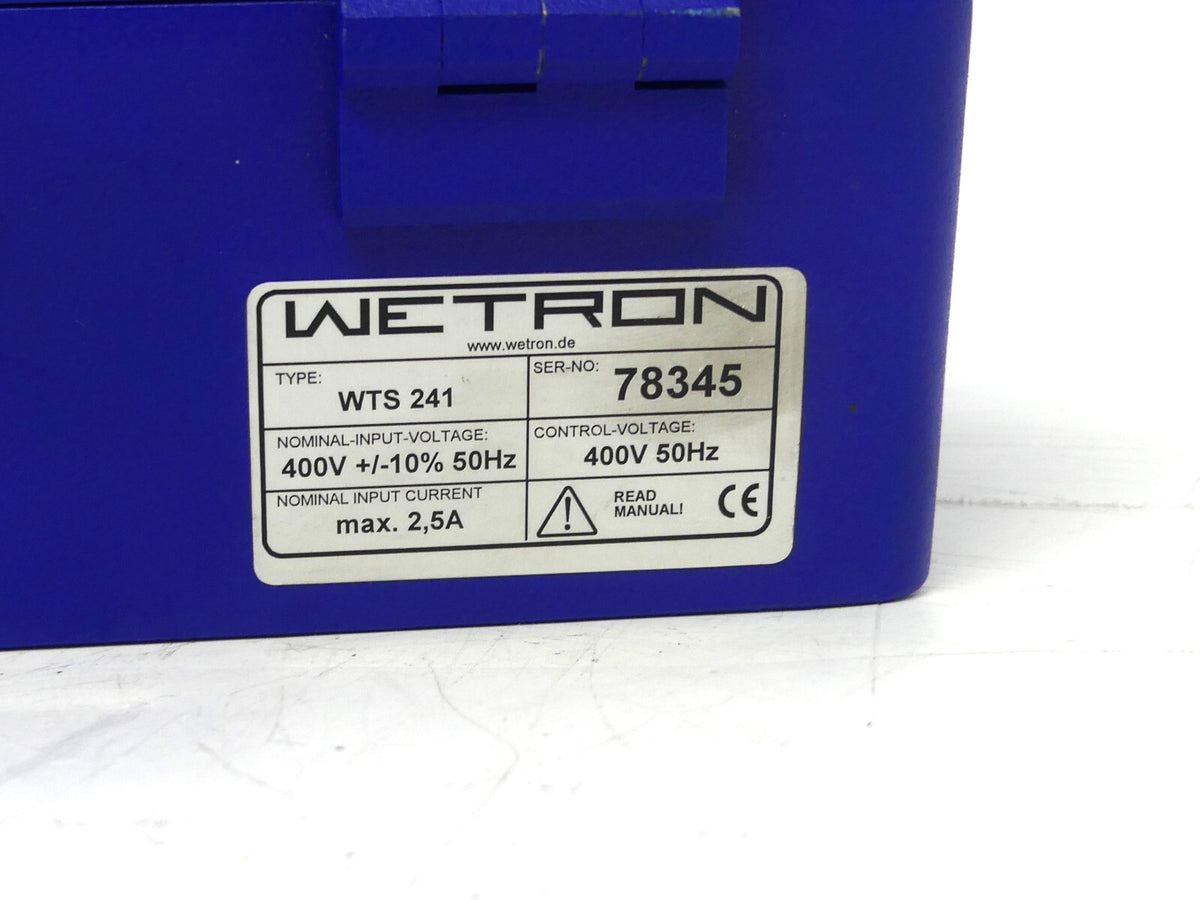 WETRON
www.wetron.de
TYPE:
WTS 241
SER-NO: 78345
NOMINAL-INPUT-VOLTAGE:
400V +/-10% 50Hz
CONTROL-VOLTAGE:
400V 50Hz
NOMINAL INPUT CURRENT
max. 2,5A
READ
MANUAL!
CE